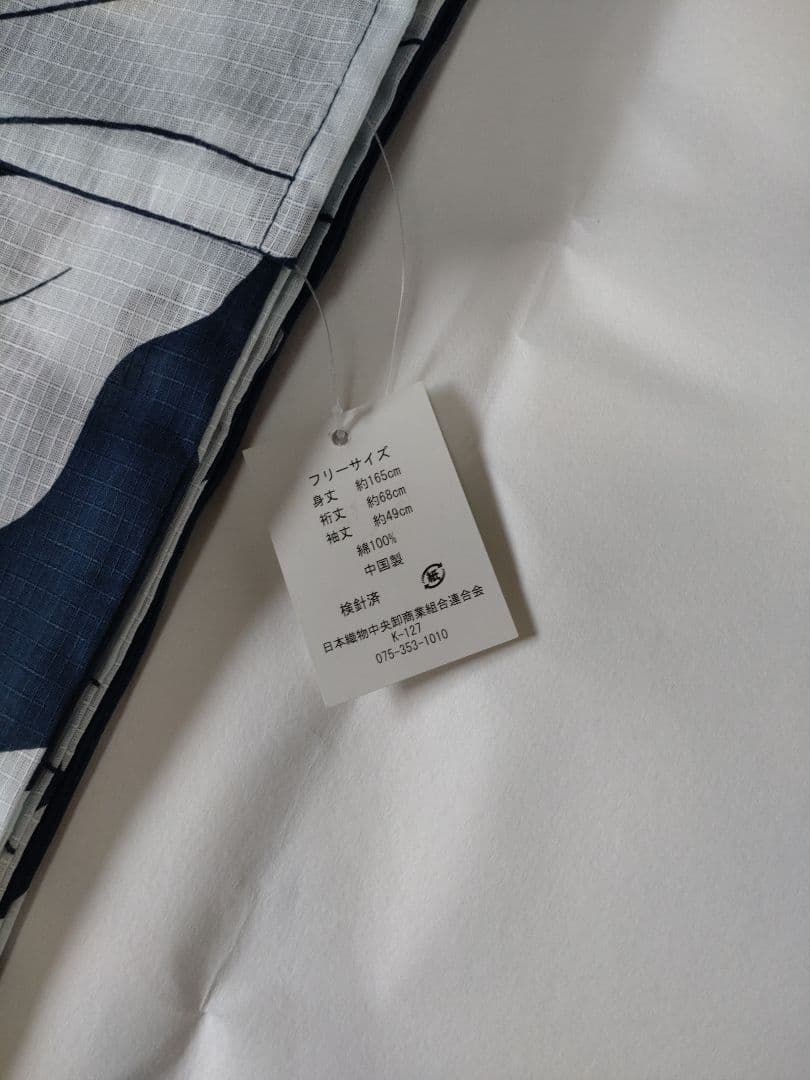 フリーサイズ
身丈 約165cm
裄丈 約68cm
袖丈 約49cm
綿100%
中国製
検針済 紙
日本織物中央卸商業組合連合会
K-127
075-353-1010